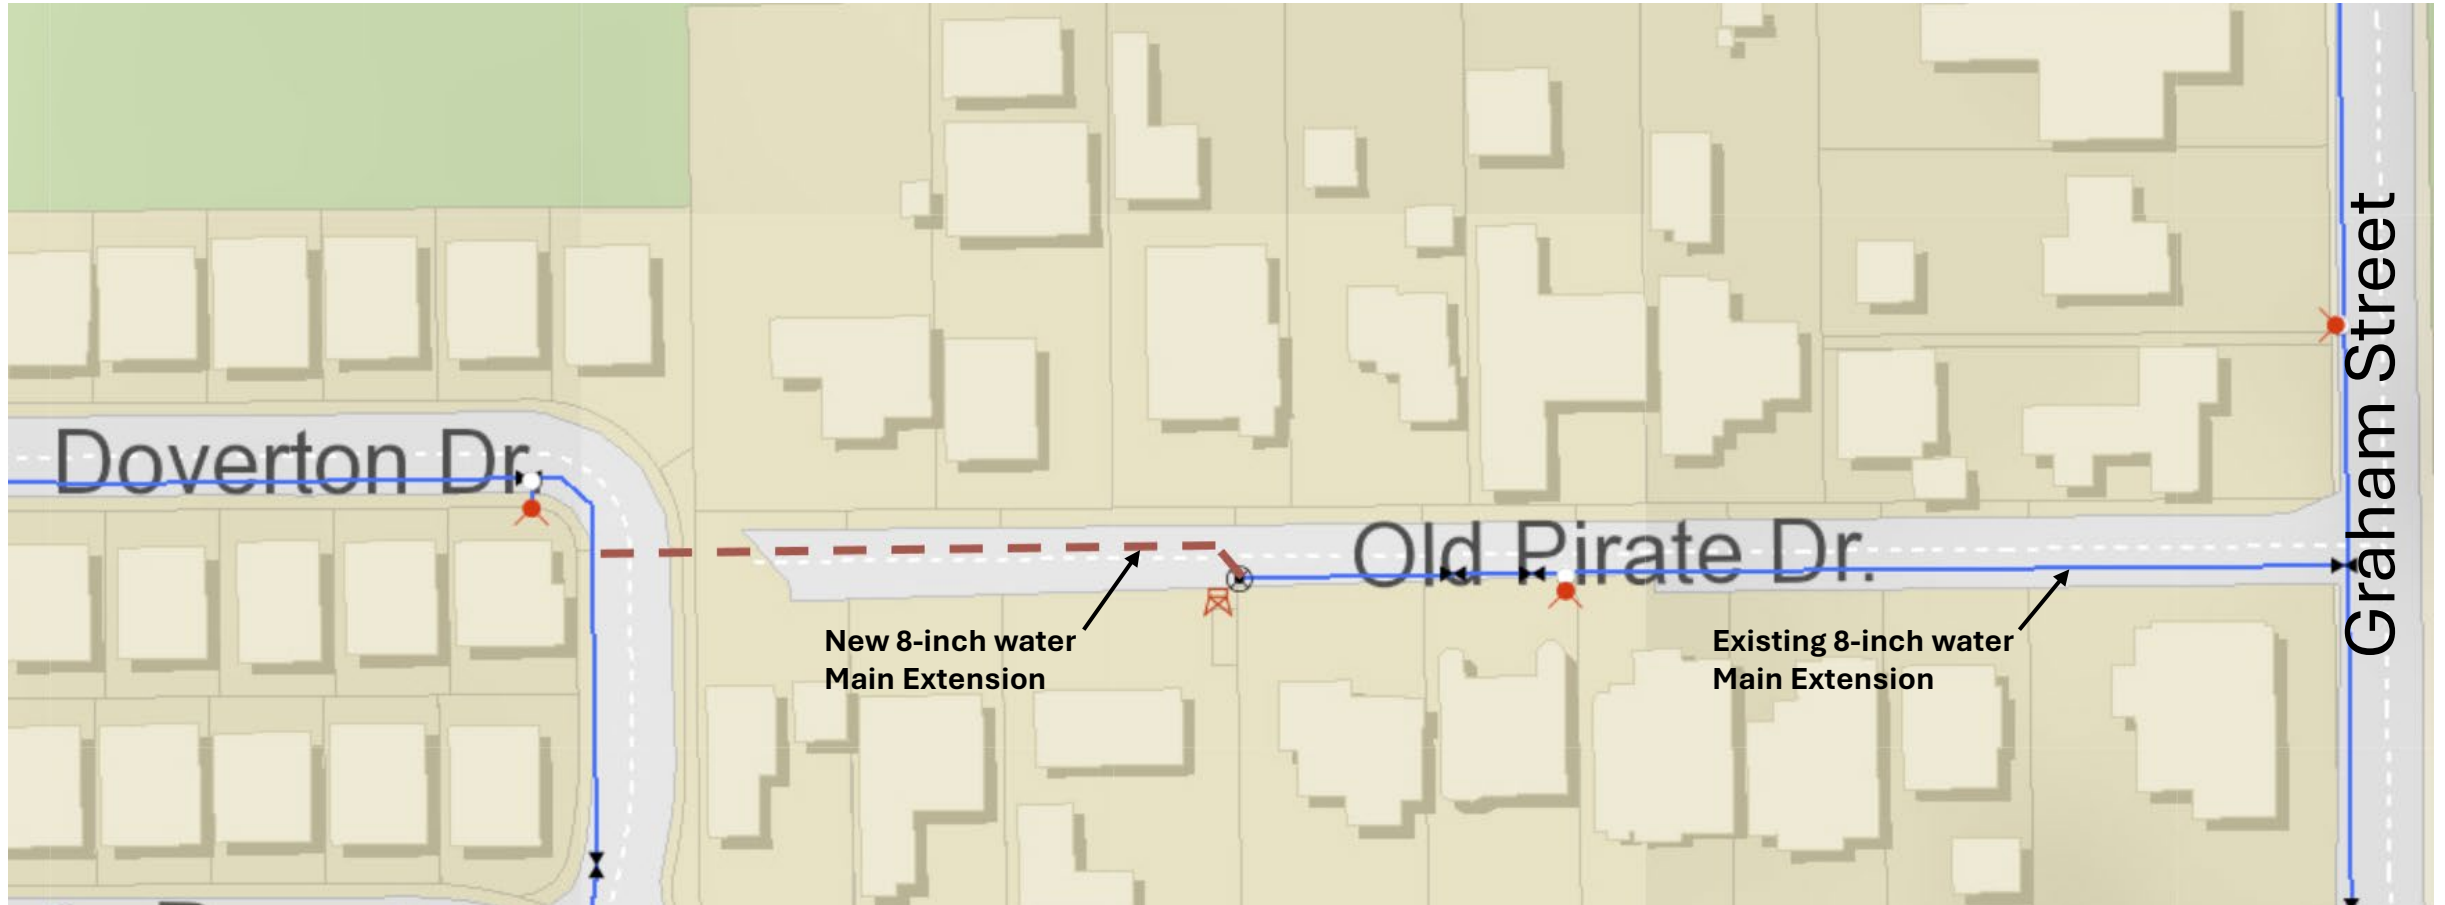 Doverton Dr.
Old Pirate Dr.
Graham Street
New 8-inch water
Main Extension
Existing 8-inch water
Main Extension